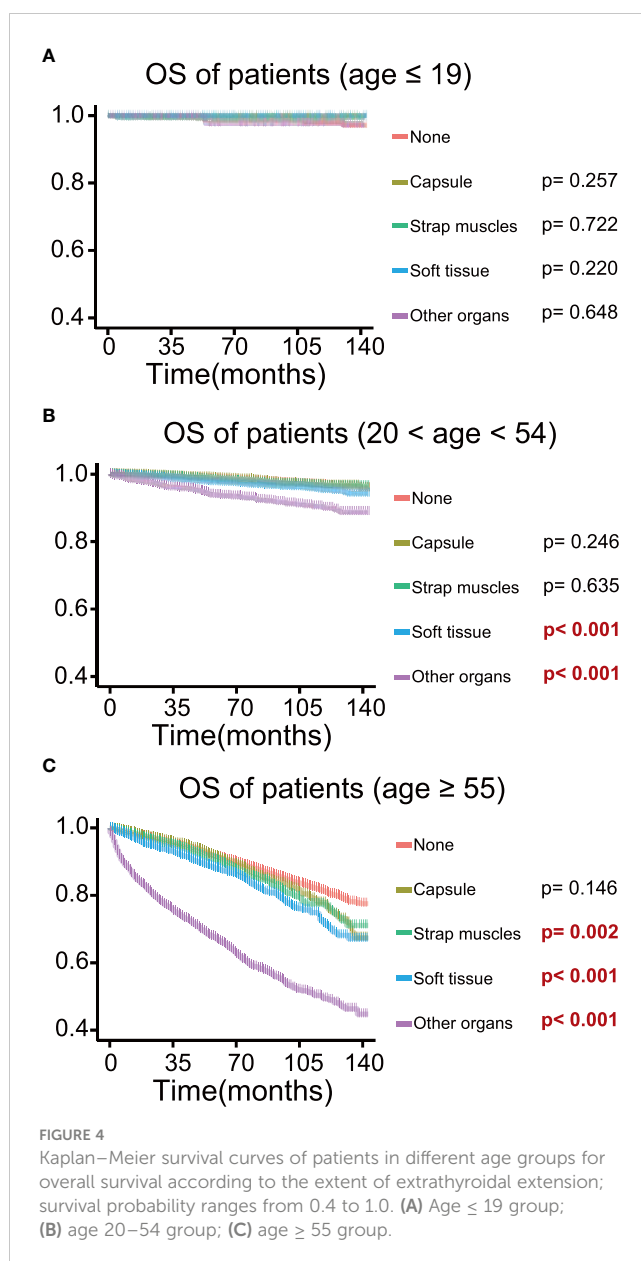 A
OS of patients (age ≤ 19)
1.0
0.8
0.6
0.4
0 35 70 105 140
Time(months)
None
Capsule p= 0.257
Strap muscles p= 0.722
Soft tissue p= 0.220
Other organs p= 0.648
B
OS of patients (20 < age < 54)
1.0
0.8
0.6
0.4
0 35 70 105 140
Time(months)
None
Capsule p= 0.246
Strap muscles p= 0.635
Soft tissue p< 0.001
Other organs p< 0.001
C
OS of patients (age ≥ 55)
1.0
0.8
0.6
0.4
0 35 70 105 140
Time(months)
None
Capsule p= 0.146
Strap muscles p= 0.002
Soft tissue p< 0.001
Other organs p< 0.001
FIGURE 4
Kaplan–Meier survival curves of patients in different age groups for
overall survival according to the extent of extrathyroidal extension;
survival probability ranges from 0.4 to 1.0. (A) Age ≤ 19 group;
(B) age 20–54 group; (C) age ≥ 55 group.